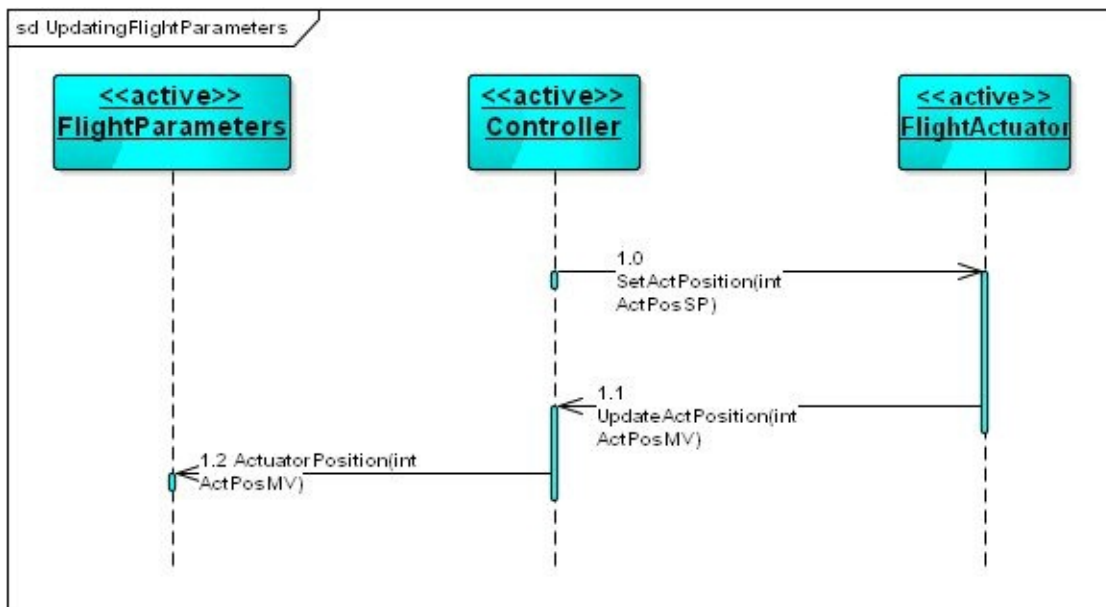 sd UpdatingFlightParameters
<<active>>
FlightParameters
<<active>>
Controller
<<active>>
FlightActuator
1.0
SetActPosition(int
ActPosSP)
1.1
UpdateActPosition(int
ActPosMV)
1.2 ActuatorPosition(int
ActPosMV)